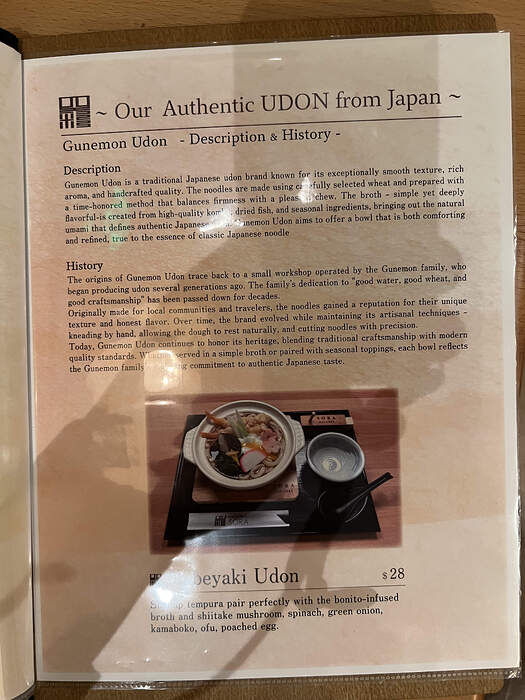 ~ Our Authentic UDON from Japan ~
Gunemon Udon - Description & History -
Description
Gunemon Udon is a traditional Japanese udon brand known for its exceptionally smooth texture, rich
aroma, and handcrafted quality. The noodles are made using carefully selected wheat and prepared with
a time-honored method that balances firmness with a pleasant chew. The broth - simple yet deeply
flavorful-is created from high-quality kombu, dried fish, and seasonal ingredients, bringing out the natural
umami that defines authentic Japanese Gunemon Udon aims to offer a bowl that is both comforting
and refined, true to the essence of classic Japanese noodle
History
The origins of Gunemon Udon trace back to a small workshop operated by the Gunemon family, who
began producing udon several generations ago. The family's dedication to "good water, good wheat, and
good craftsmanship" has been passed down for decades.
Originally made for local communities and travelers, the noodles gained a reputation for their unique
texture and honest flavor. Over time, the brand evolved while maintaining its artisanal techniques -
kneading by hand, allowing the dough to rest naturally, and cutting noodles with precision.
Today, Gunemon Udon continues to honor its heritage, blending traditional craftsmanship with modern
quality standards. Whether served in a simple broth or paired with seasonal toppings, each bowl reflects
the Gunemon family commitment to authentic Japanese taste.
SORA
SORA
SORA
beyaki Udon $28
Shrimp tempura pair perfectly with the bonito-infused
broth and shiitake mushroom, spinach, green onion,
kamaboko, ofu, poached egg.